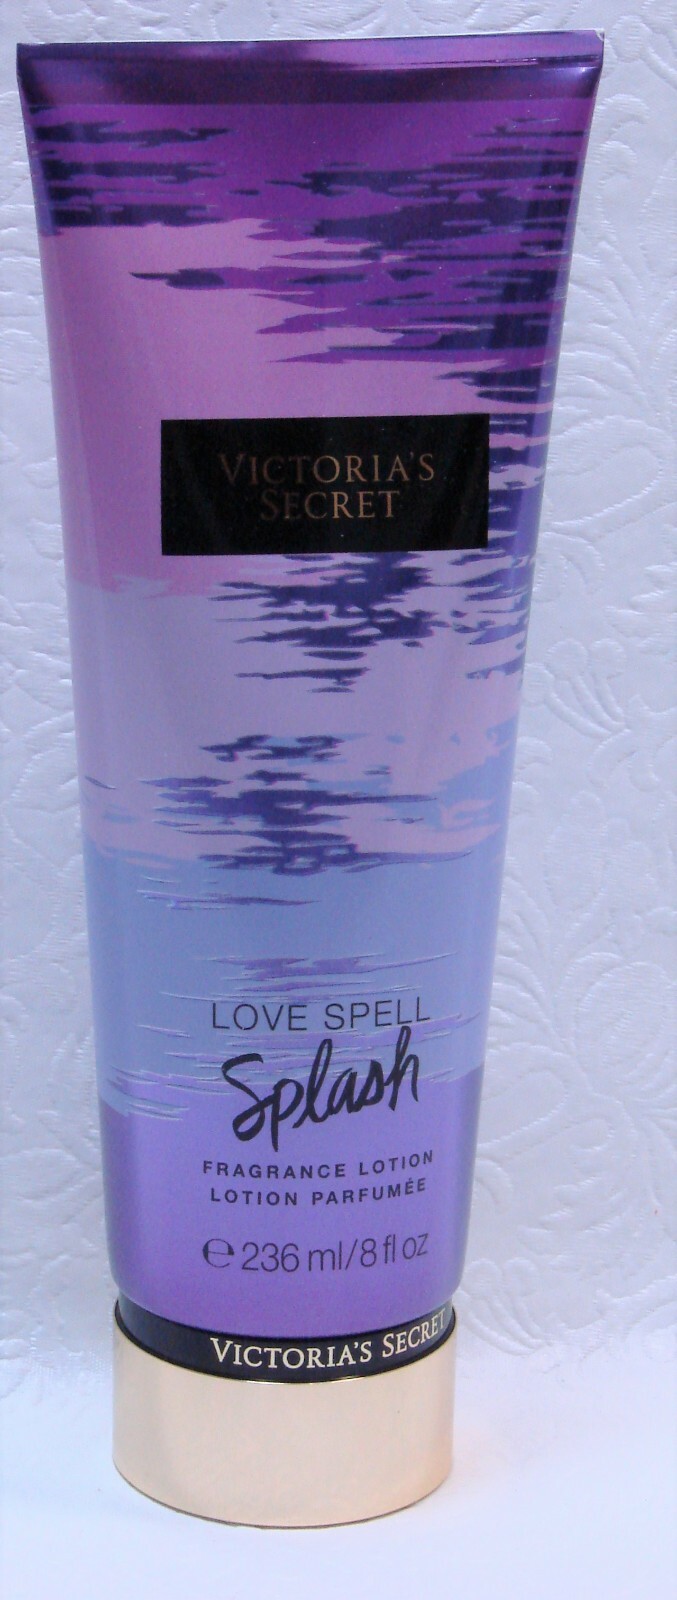 VICTORIA'S
SECRET
LOVE SPELL
Splash
FRAGRANCE LOTION
LOTION PARFUMÉE
℮ 236 ml/8 fl oz
VICTORIA'S SECRET